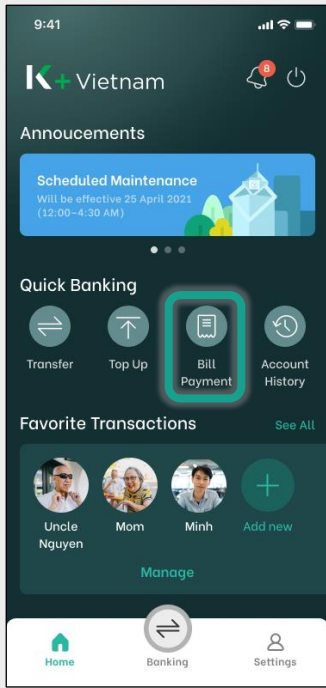 9:41
K+ Vietnam
8
Annoucements
Scheduled Maintenance
Will be effective 25 April 2021
(12:00-4:30 AM)
Quick Banking
Transfer
Top Up
Bill
Payment
Account
History
Favorite Transactions
See All
Uncle
Nguyen
Mom
Minh
Add new
Manage
Home
Banking
Settings